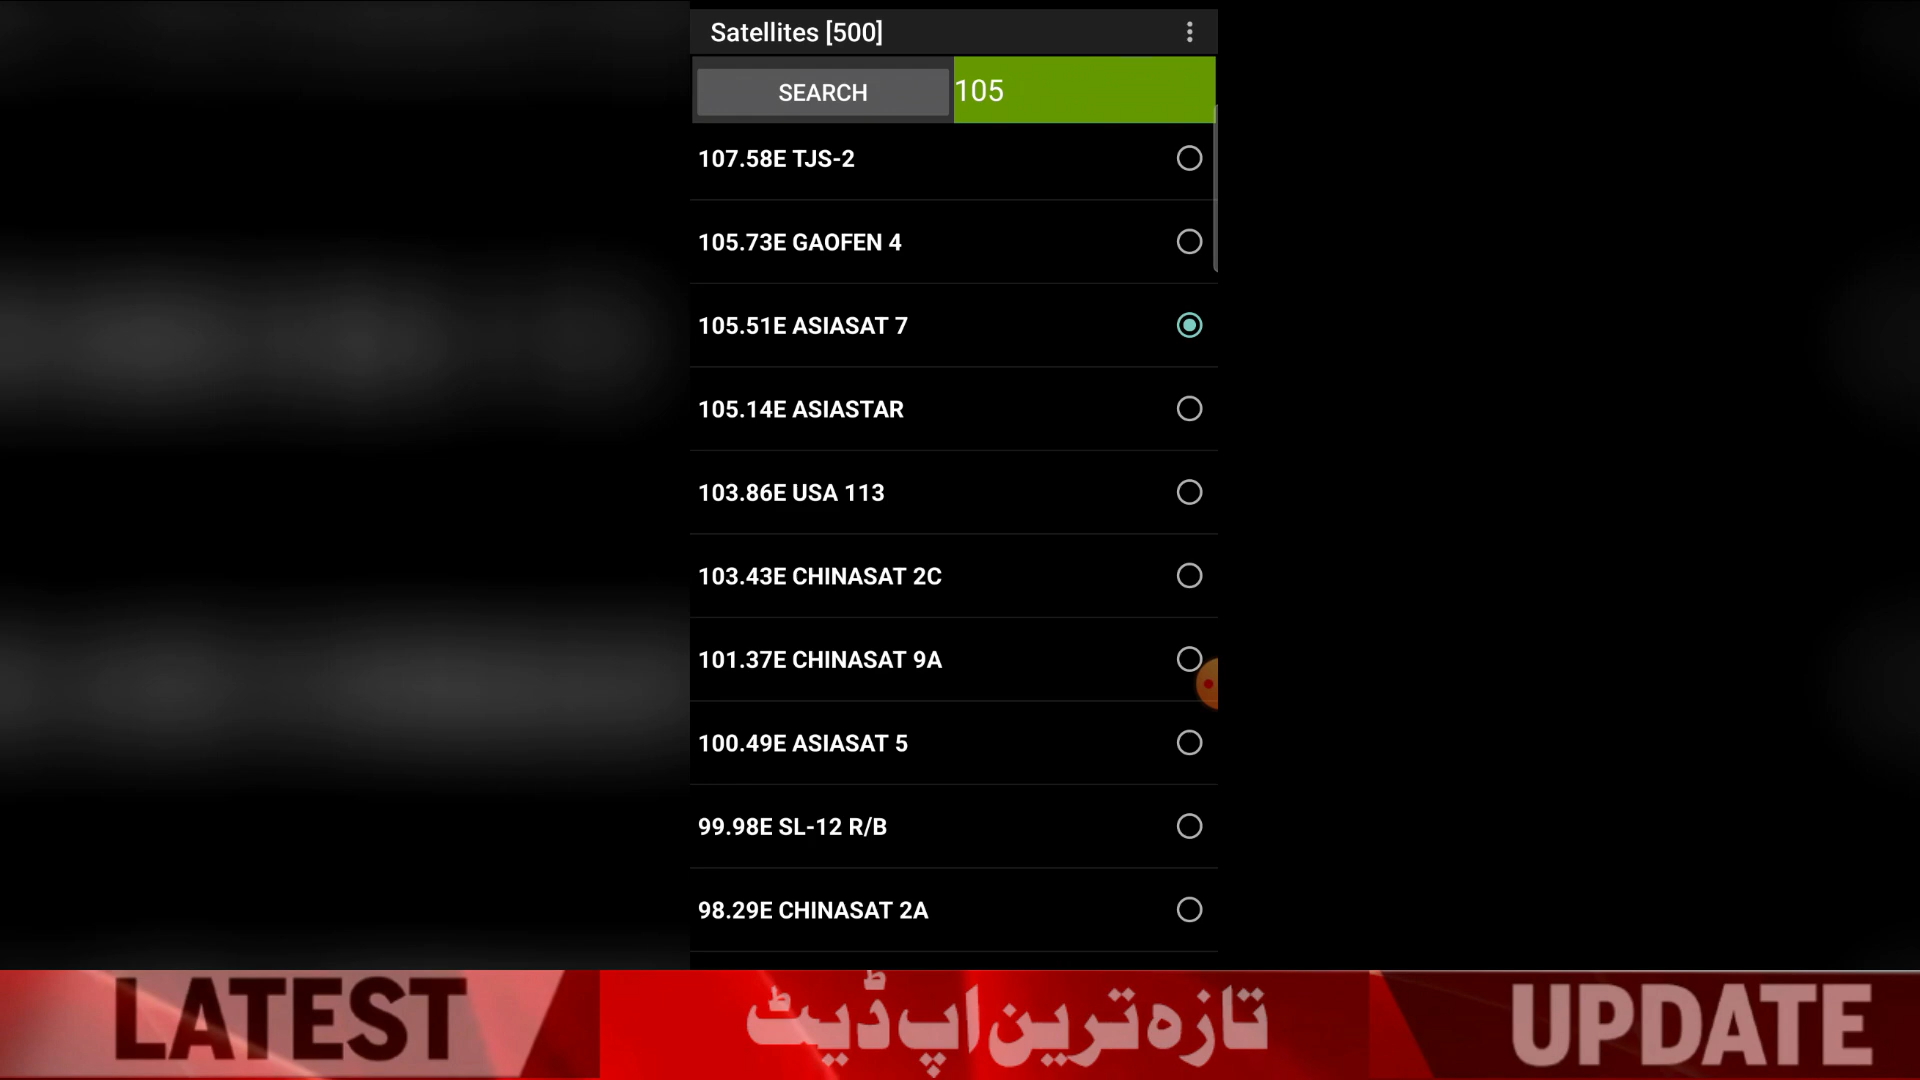 Satellites [500]
SEARCH
105
107.58E TJS-2
105.73E GAOFEN 4
105.51E ASIASAT 7
105.14E ASIASTAR
103.86E USA 113
103.43E CHINASAT 2C
101.37E CHINASAT 9A
100.49E ASIASAT 5
99.98E SL-12 R/B
98.29E CHINASAT 2A
LATEST
تازہ ترین اپ ڈیٹ
UPDATE